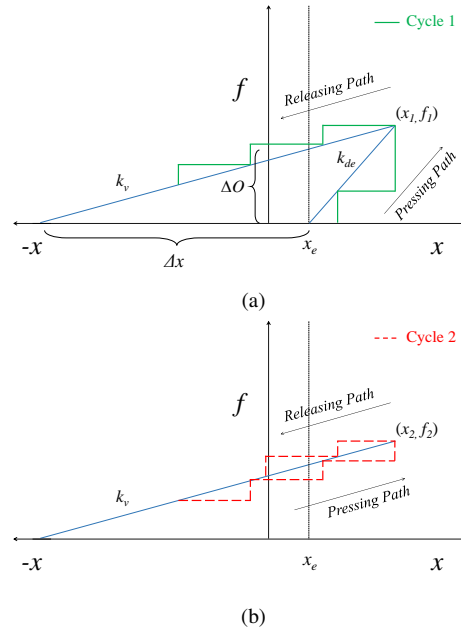 Cycle 1
f
Releasing Path
(x1, f1)
kde
kv
ΔO
Pressing Path
-x
xe
x
Δx
(a)
Cycle 2
f
Releasing Path
(x2, f2)
kv
Pressing Path
-x
xe
x
(b)